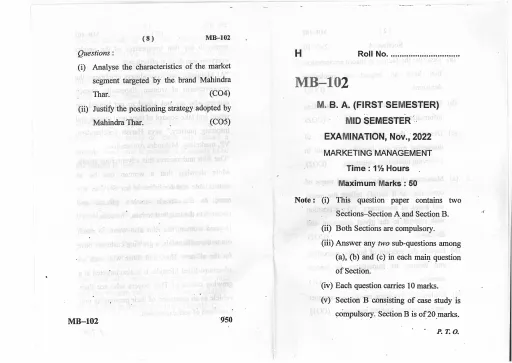 ( 8 ) MB–102
Questions :
(i) Analyse the characteristics of the market
segment targeted by the brand Mahindra
Thar. (CO4)
(ii) Justify the positioning strategy adopted by
Mahindra Thar. (CO5)
MB–102 950
H Roll No. ..............................
MB–102
M. B. A. (FIRST SEMESTER)
MID SEMESTER
EXAMINATION, Nov., 2022
MARKETING MANAGEMENT
Time : 1½ Hours
Maximum Marks : 50
Note : (i) This question paper contains two
Sections–Section A and Section B.
(ii) Both Sections are compulsory.
(iii) Answer any two sub-questions among
(a), (b) and (c) in each main question
of Section.
(iv) Each question carries 10 marks.
(v) Section B consisting of case study is
compulsory. Section B is of 20 marks.
P. T. O.